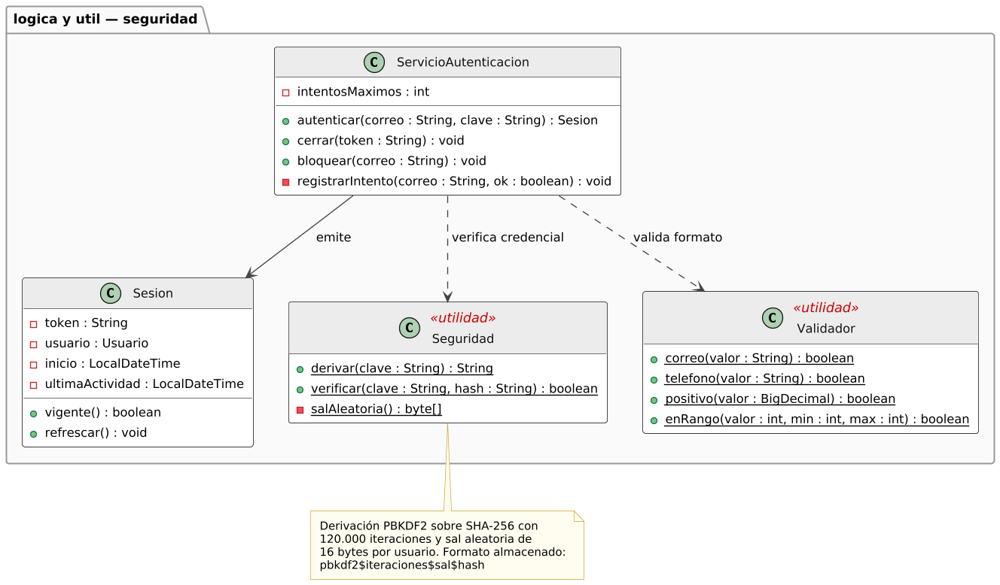 logica y util — seguridad
C ServicioAutenticacion
intentosMaximos : int
autenticar(correo : String, clave : String) : Sesion
cerrar(token : String) : void
bloquear(correo : String) : void
registrarIntento(correo : String, ok : boolean) : void
emite
verifica credencial
valida formato
C Sesion
token : String
usuario : Usuario
inicio : LocalDateTime
ultimaActividad : LocalDateTime
vigente() : boolean
refrescar() : void
«utilidad»
C Seguridad
derivar(clave : String) : String
verificar(clave : String, hash : String) : boolean
salAleatoria() : byte[]
«utilidad»
C Validador
correo(valor : String) : boolean
telefono(valor : String) : boolean
positivo(valor : BigDecimal) : boolean
enRango(valor : int, min : int, max : int) : boolean
Derivación PBKDF2 sobre SHA-256 con
120.000 iteraciones y sal aleatoria de
16 bytes por usuario. Formato almacenado:
pbkdf2$iteraciones$sal$hash